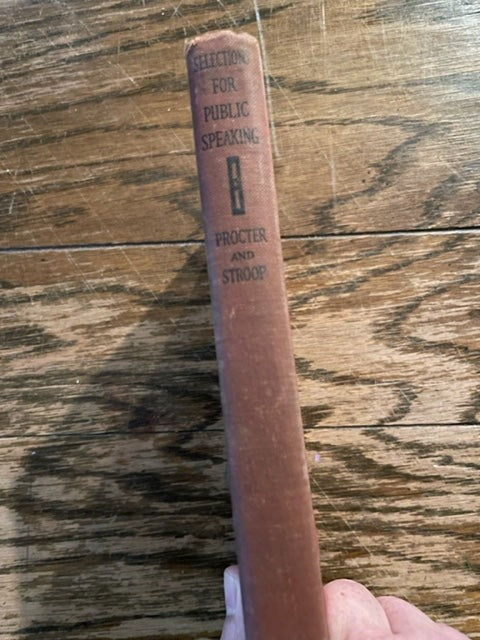 SELECTIONS
FOR
PUBLIC
SPEAKING
PROCTER
AND
STROOP